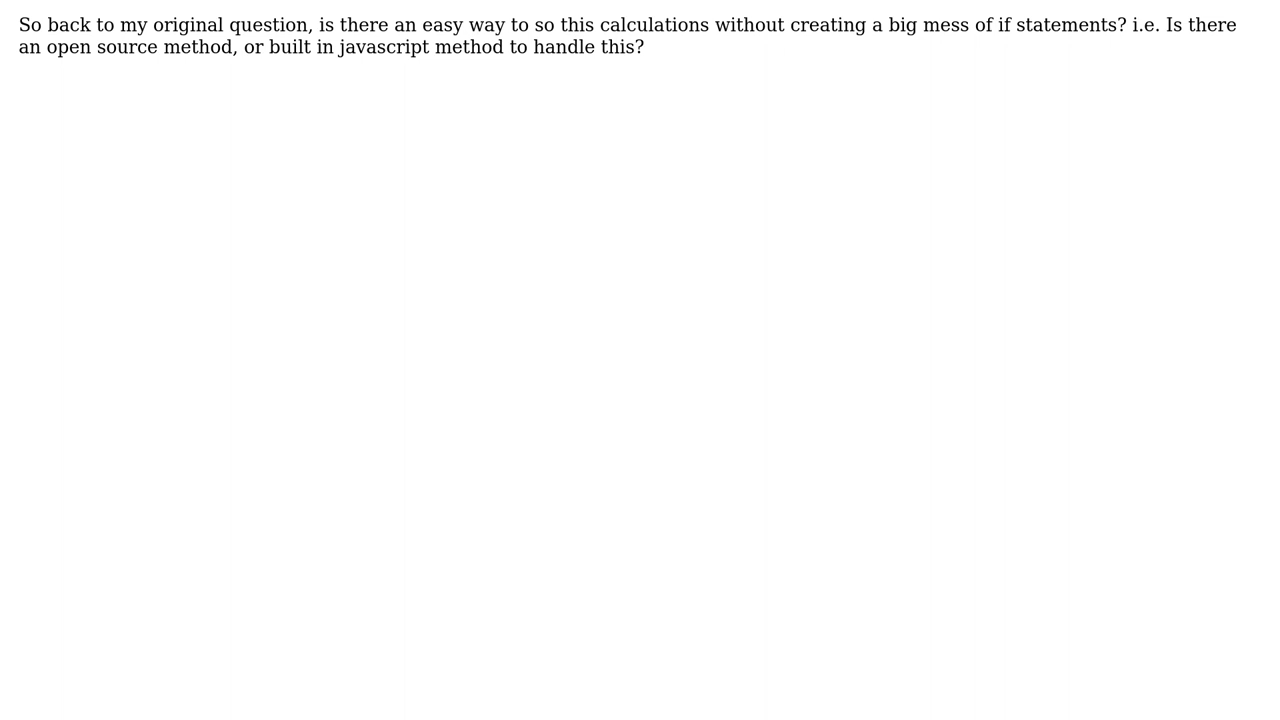 So back to my original question, is there an easy way to so this calculations without creating a big mess of if statements? i.e. Is there
an open source method, or built in javascript method to handle this?